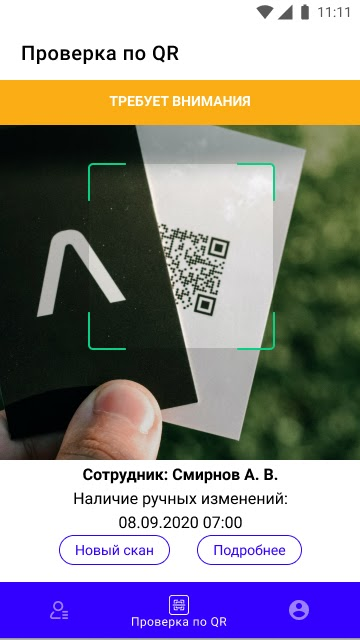 11:11
Проверка по QR
ТРЕБУЕТ ВНИМАНИЯ
Сотрудник: Смирнов А. В.
Наличие ручных изменений:
08.09.2020 07:00
Новый скан
Подробнее
Проверка по QR